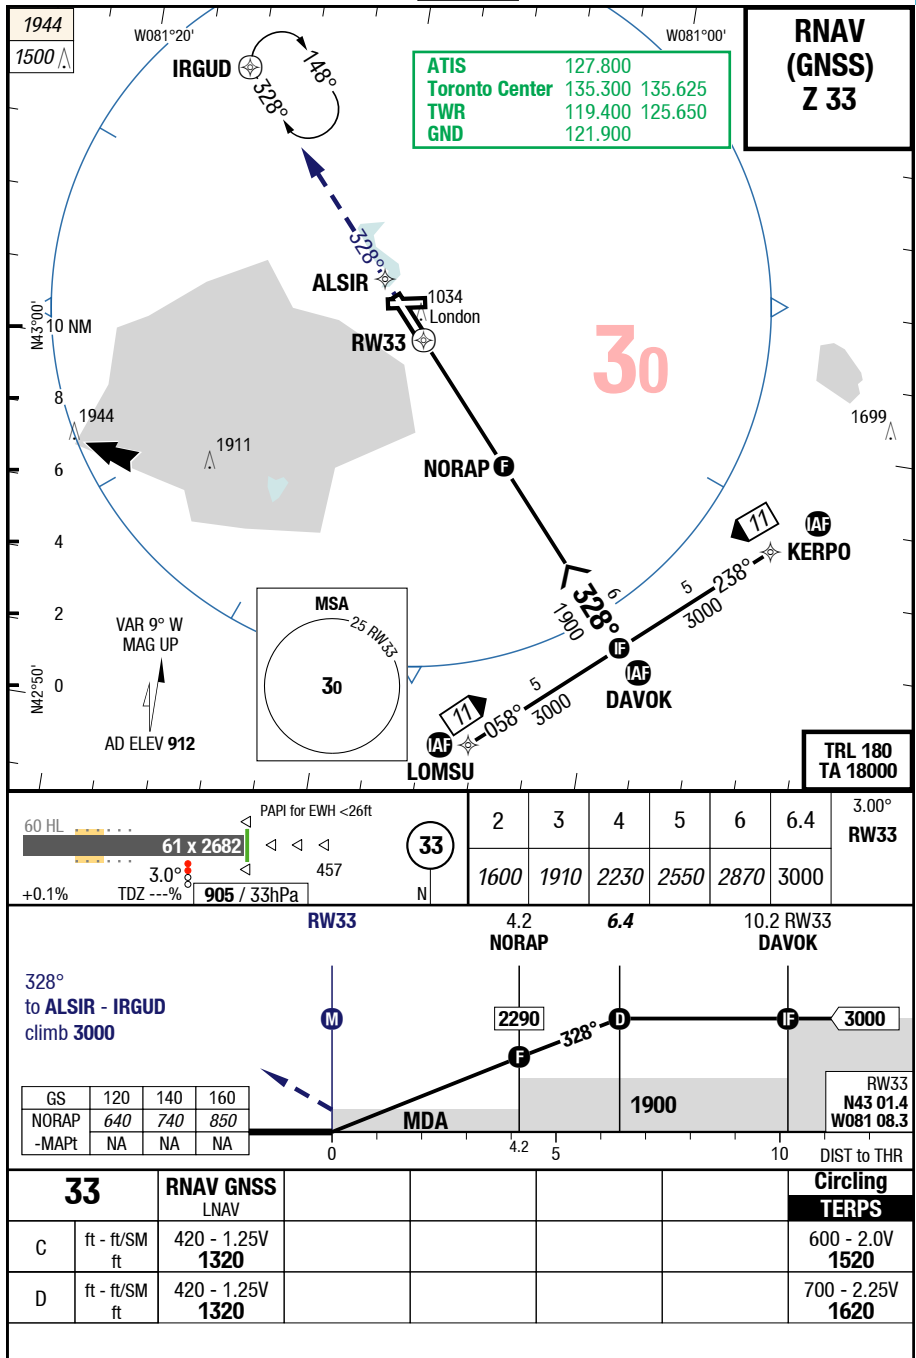 1944
1500
W081°20'
W081°00'
RNAV
(GNSS)
Z 33
ATIS 127.800
Toronto Center 135.300 135.625
TWR 119.400 125.650
GND 121.900
IRGUD
148°
328°
328°
ALSIR
1034
London
RW33
N43°00'
10 NM
30
8
1944
1911
1699
6
NORAP F
4
11
IAF
KERPO
238°
5
3000
6
328°
1900
2
VAR 9° W
MAG UP
MSA
25 RW33
30
IF
IAF
DAVOK
N42°50'
0
5
3000
058°
11
AD ELEV 912
IAF
LOMSU
TRL 180
TA 18000
60 HL
PAPI for EWH <26ft
61 x 2682
3.0°
457
+0.1%
TDZ ---%
905 / 33hPa
33
N
2 3 4 5 6 6.4
1600 1910 2230 2550 2870 3000
3.00°
RW33
RW33
4.2
NORAP
6.4
10.2 RW33
DAVOK
328°
to ALSIR - IRGUD
climb 3000
M
2290
D
IF
3000
328°
F
GS 120 140 160
NORAP 640 740 850
-MAPt NA NA NA
MDA
1900
RW33
N43 01.4
W081 08.3
0
4.2
5
10
DIST to THR
33
RNAV GNSS
LNAV
Circling
TERPS
C
ft - ft/SM
ft
420 - 1.25V
1320
600 - 2.0V
1520
D
ft - ft/SM
ft
420 - 1.25V
1320
700 - 2.25V
1620